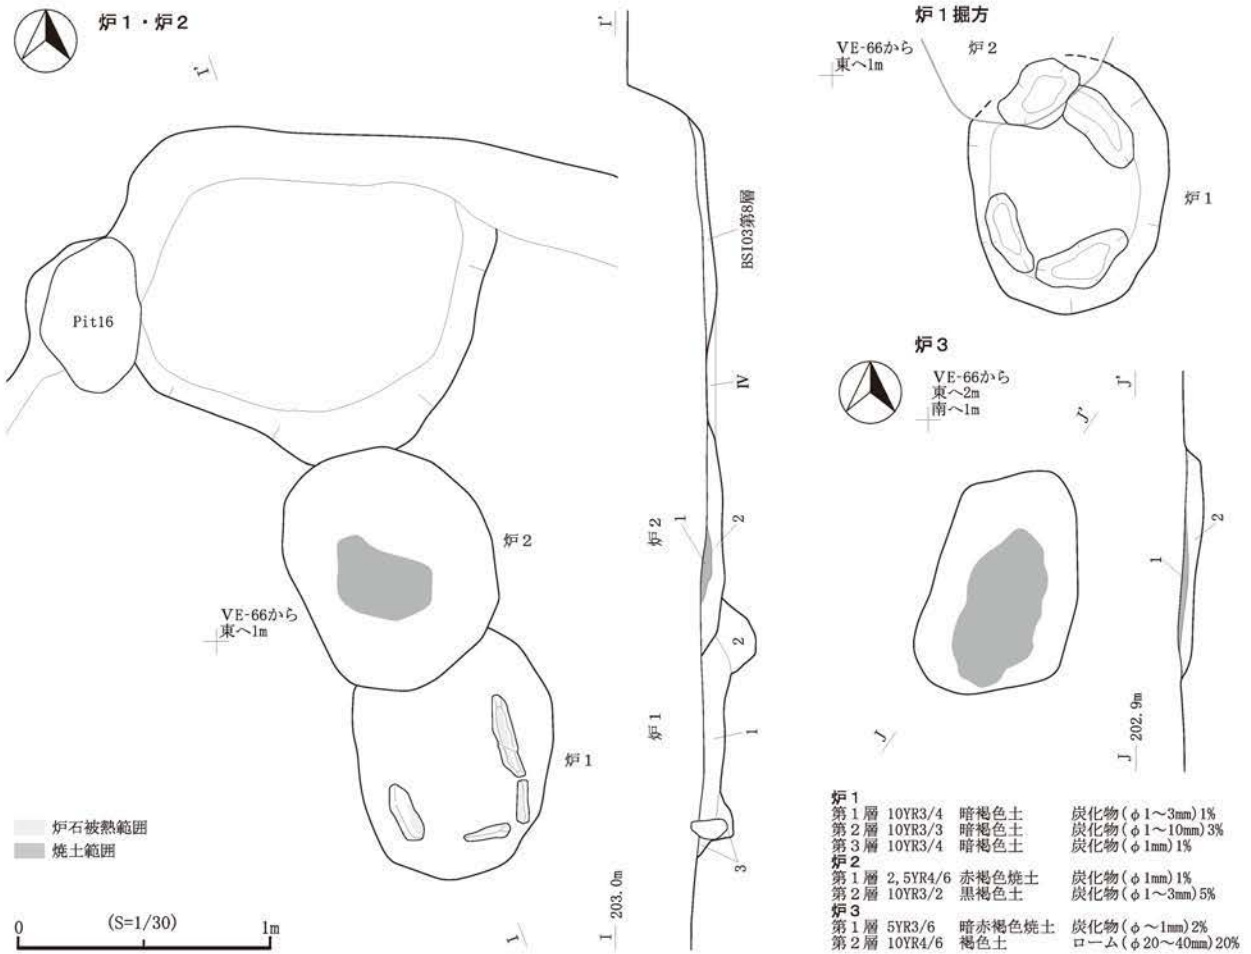 炉1・炉2
I'
I'
Pit16
BSI03第8層
IV
炉2
1
2
炉2
VE-66から
東へ1m
2
炉1
1
炉1
3
炉石被熱範囲
焼土範囲
0 (S=1/30) 1m
I
I 203.0m
炉1掘方
VE-66から
東へ1m
炉2
炉1
炉3
VE-66から
東へ2m
南へ1m
J'
J'
1
2
J
J 202.9m
炉1
第1層 10YR3/4 暗褐色土 炭化物(φ1～3mm)1%
第2層 10YR3/3 暗褐色土 炭化物(φ1～10mm)3%
第3層 10YR3/4 暗褐色土 炭化物(φ1mm)1%
炉2
第1層 2,5YR4/6 赤褐色焼土 炭化物(φ1mm)1%
第2層 10YR3/2 黒褐色土 炭化物(φ1～3mm)5%
炉3
第1層 5YR3/6 暗赤褐色焼土 炭化物(φ～1mm)2%
第2層 10YR4/6 褐色土 ローム(φ20～40mm)20%